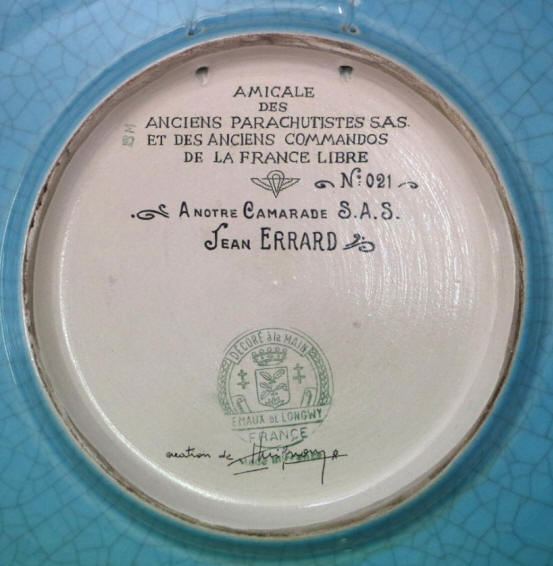 AMICALE
DES
ANCIENS PARACHUTISTES S.A.S.
ET DES ANCIENS COMMANDOS
DE LA FRANCE LIBRE
N: 021
A NOTRE CAMARADE S.A.S.
JEAN ERRARD
DÉCORÉ à la MAIN
EMAUX DE LONGWY
FRANCE
création de